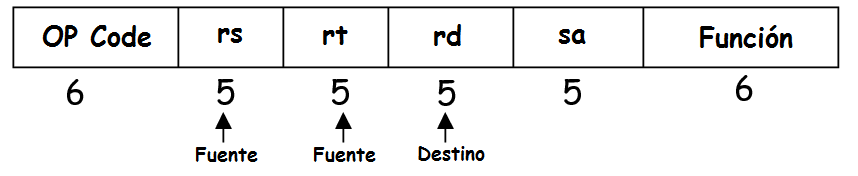 OP Code rs rt rd sa Función
6 5 5 5 5 6
Fuente Fuente Destino